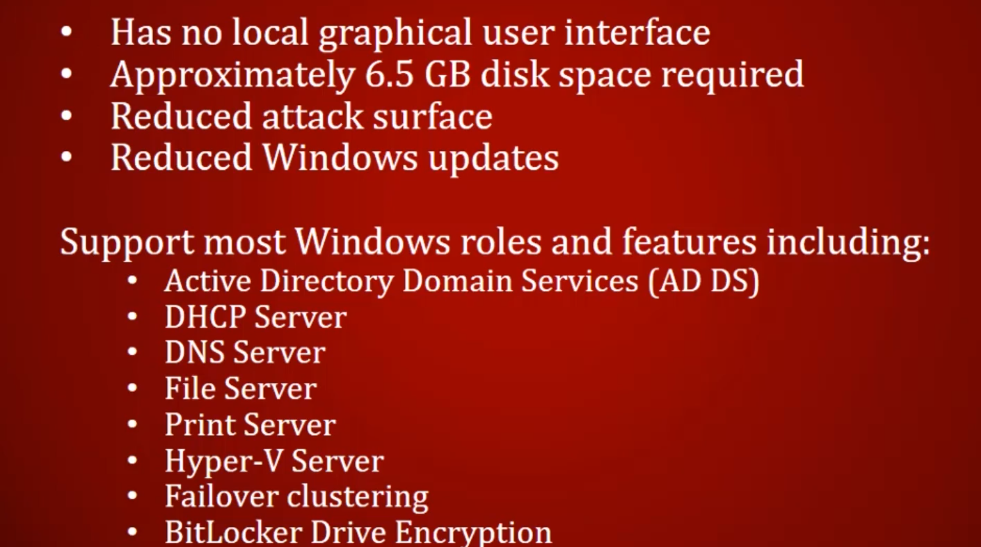 • Has no local graphical user interface
• Approximately 6.5 GB disk space required
• Reduced attack surface
• Reduced Windows updates
Support most Windows roles and features including:
• Active Directory Domain Services (AD DS)
• DHCP Server
• DNS Server
• File Server
• Print Server
• Hyper-V Server
• Failover clustering
• BitLocker Drive Encryption